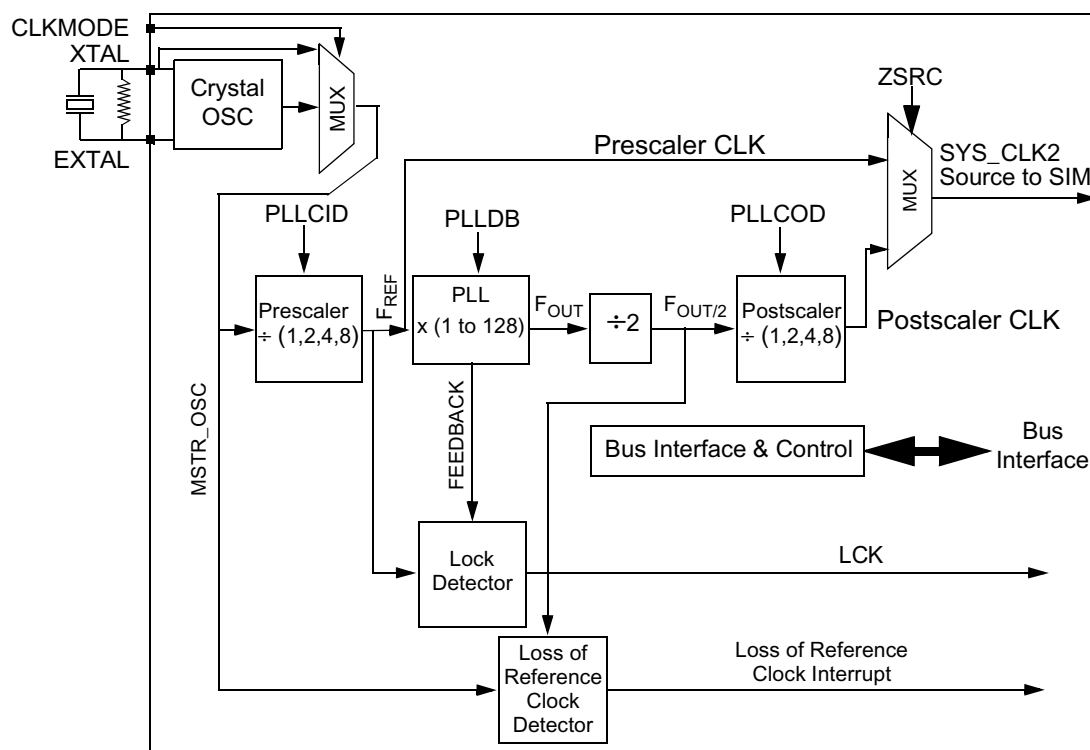 CLKMODE
XTAL
EXTAL
Crystal
OSC
MUX
ZSRC
Prescaler CLK
MUX
SYS_CLK2
Source to SIM
PLLCID
PLLDB
PLLCOD
Prescaler
÷ (1,2,4,8)
FREF
PLL
x (1 to 128)
FOUT
÷2
FOUT/2
Postscaler
÷ (1,2,4,8)
Postscaler CLK
MSTR_OSC
FEEDBACK
Bus Interface & Control
Bus
Interface
Lock
Detector
LCK
Loss of
Reference
Clock
Detector
Loss of Reference
Clock Interrupt